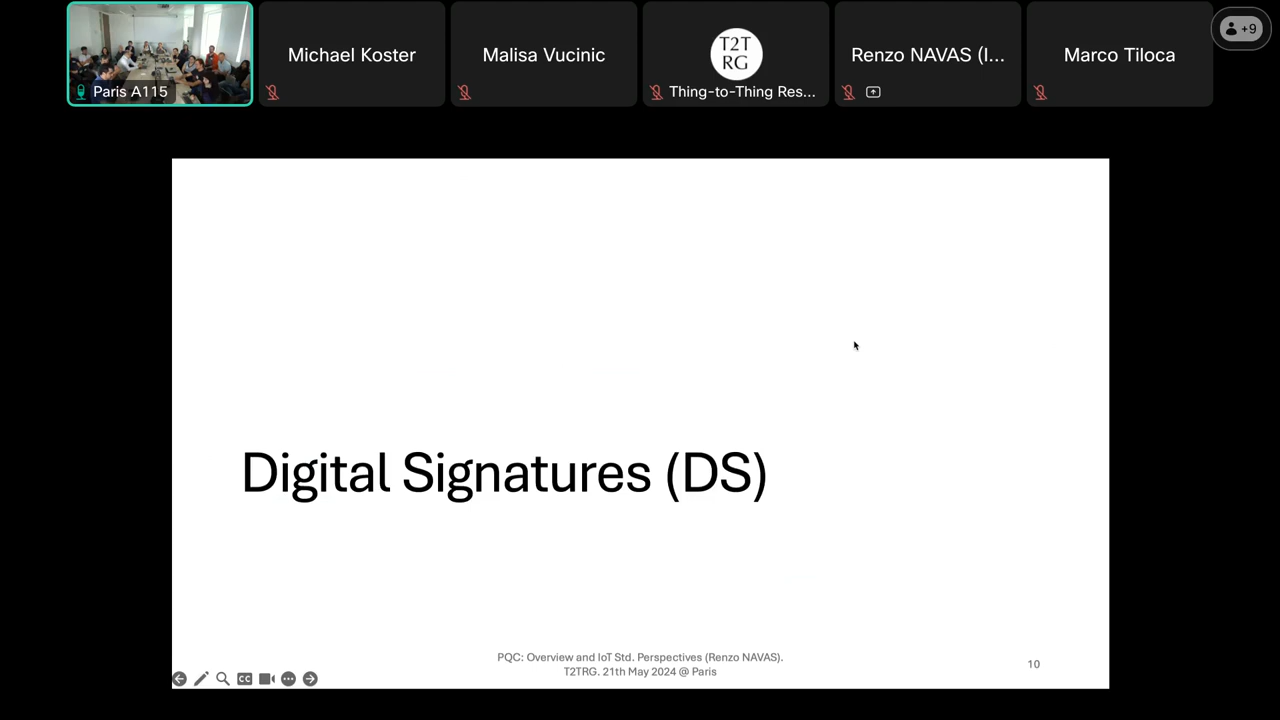 Paris A115
Michael Koster
Malisa Vucinic
T2T
RG
Thing-to-Thing Res...
Renzo NAVAS (I...
Marco Tiloca
+9
Digital Signatures (DS)
PQC: Overview and IoT Std. Perspectives (Renzo NAVAS).
T2TRG. 21th May 2024 @ Paris
10
CC